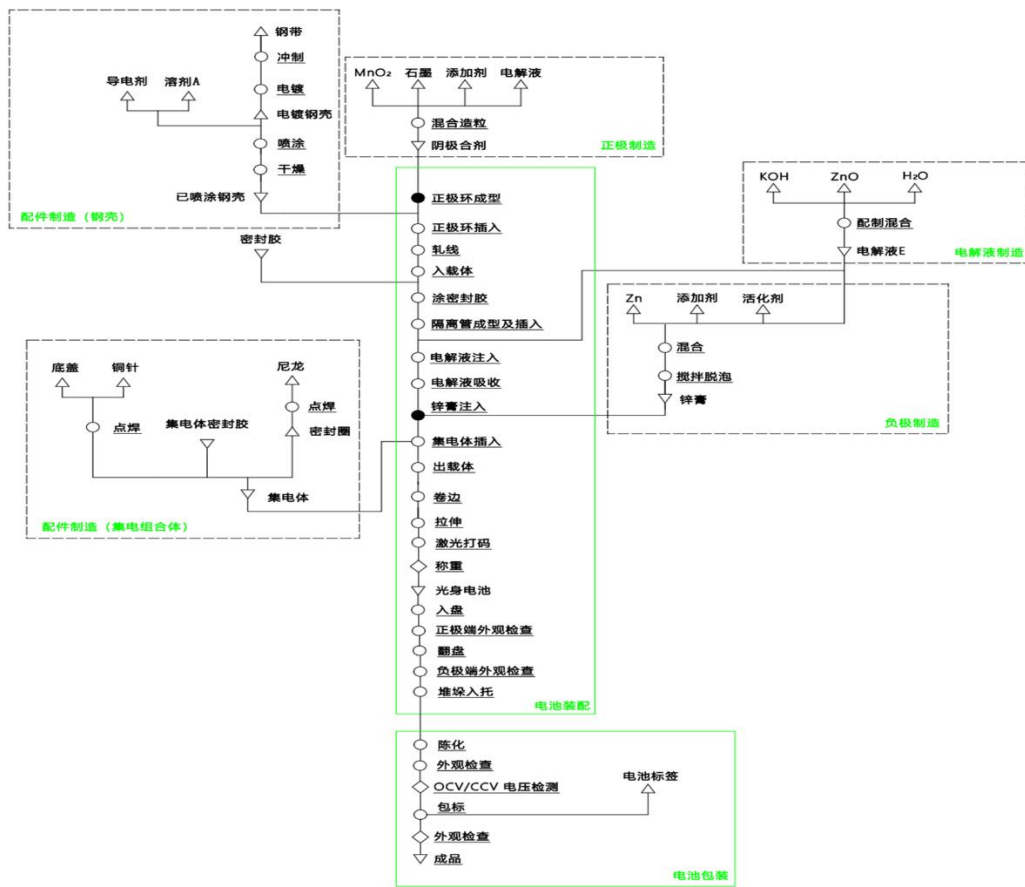 钢带
冲制
导电剂
溶剂A
电镀
电镀钢壳
喷涂
干燥
已喷涂钢壳
配件制造（钢壳）
MnO₂
石墨
添加剂
电解液
混合造粒
正极制造
阴极合剂
KOH
ZnO
H₂O
配制混合
电解液E
电解液制造
密封胶
正极环成型
正极环插入
轧线
入载体
涂密封胶
隔离管成型及插入
电解液注入
电解液吸收
锌膏注入
集电体插入
出载体
卷边
拉伸
激光打码
称重
光身电池
入盘
正极端外观检查
翻盘
负极端外观检查
堆垛入托
电池装配
Zn
添加剂
活化剂
混合
搅拌脱泡
锌膏
负极制造
底盖
铜针
尼龙
点焊
点焊
集电体密封胶
密封圈
集电体
配件制造（集电组合体）
陈化
外观检查
OCV/CCV 电压检测
电池标签
包标
外观检查
成品
电池包装